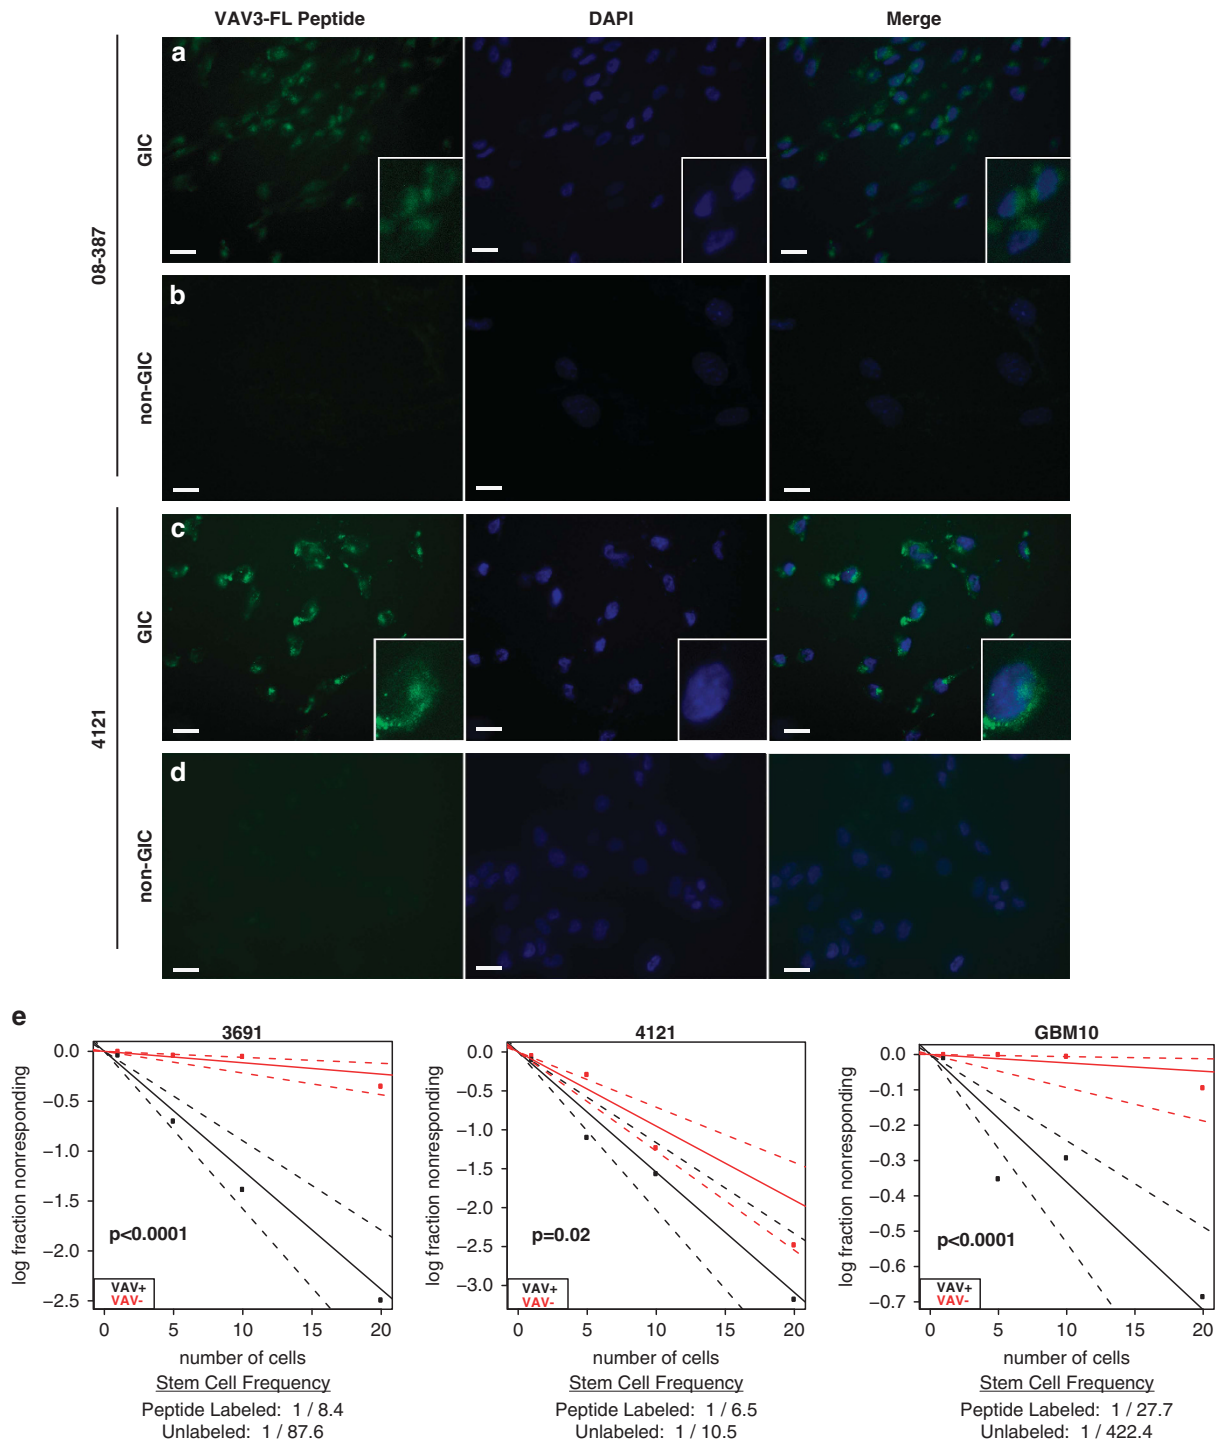 VAV3-FL Peptide DAPI Merge
08-387
GIC
a
non-GIC
b
4121
GIC
c
non-GIC
d
e
3691
log fraction nonresponding
0.0
−0.5
−1.0
−1.5
−2.0
−2.5
p<0.0001
VAV+
VAV-
0 5 10 15 20
number of cells
Stem Cell Frequency
Peptide Labeled: 1 / 8.4
Unlabeled: 1 / 87.6
4121
log fraction nonresponding
0.0
−0.5
−1.0
−1.5
−2.0
−2.5
−3.0
p=0.02
VAV+
VAV-
0 5 10 15 20
number of cells
Stem Cell Frequency
Peptide Labeled: 1 / 6.5
Unlabeled: 1 / 10.5
GBM10
log fraction nonresponding
0.0
−0.1
−0.2
−0.3
−0.4
−0.5
−0.6
−0.7
p<0.0001
VAV+
VAV-
0 5 10 15 20
number of cells
Stem Cell Frequency
Peptide Labeled: 1 / 27.7
Unlabeled: 1 / 422.4